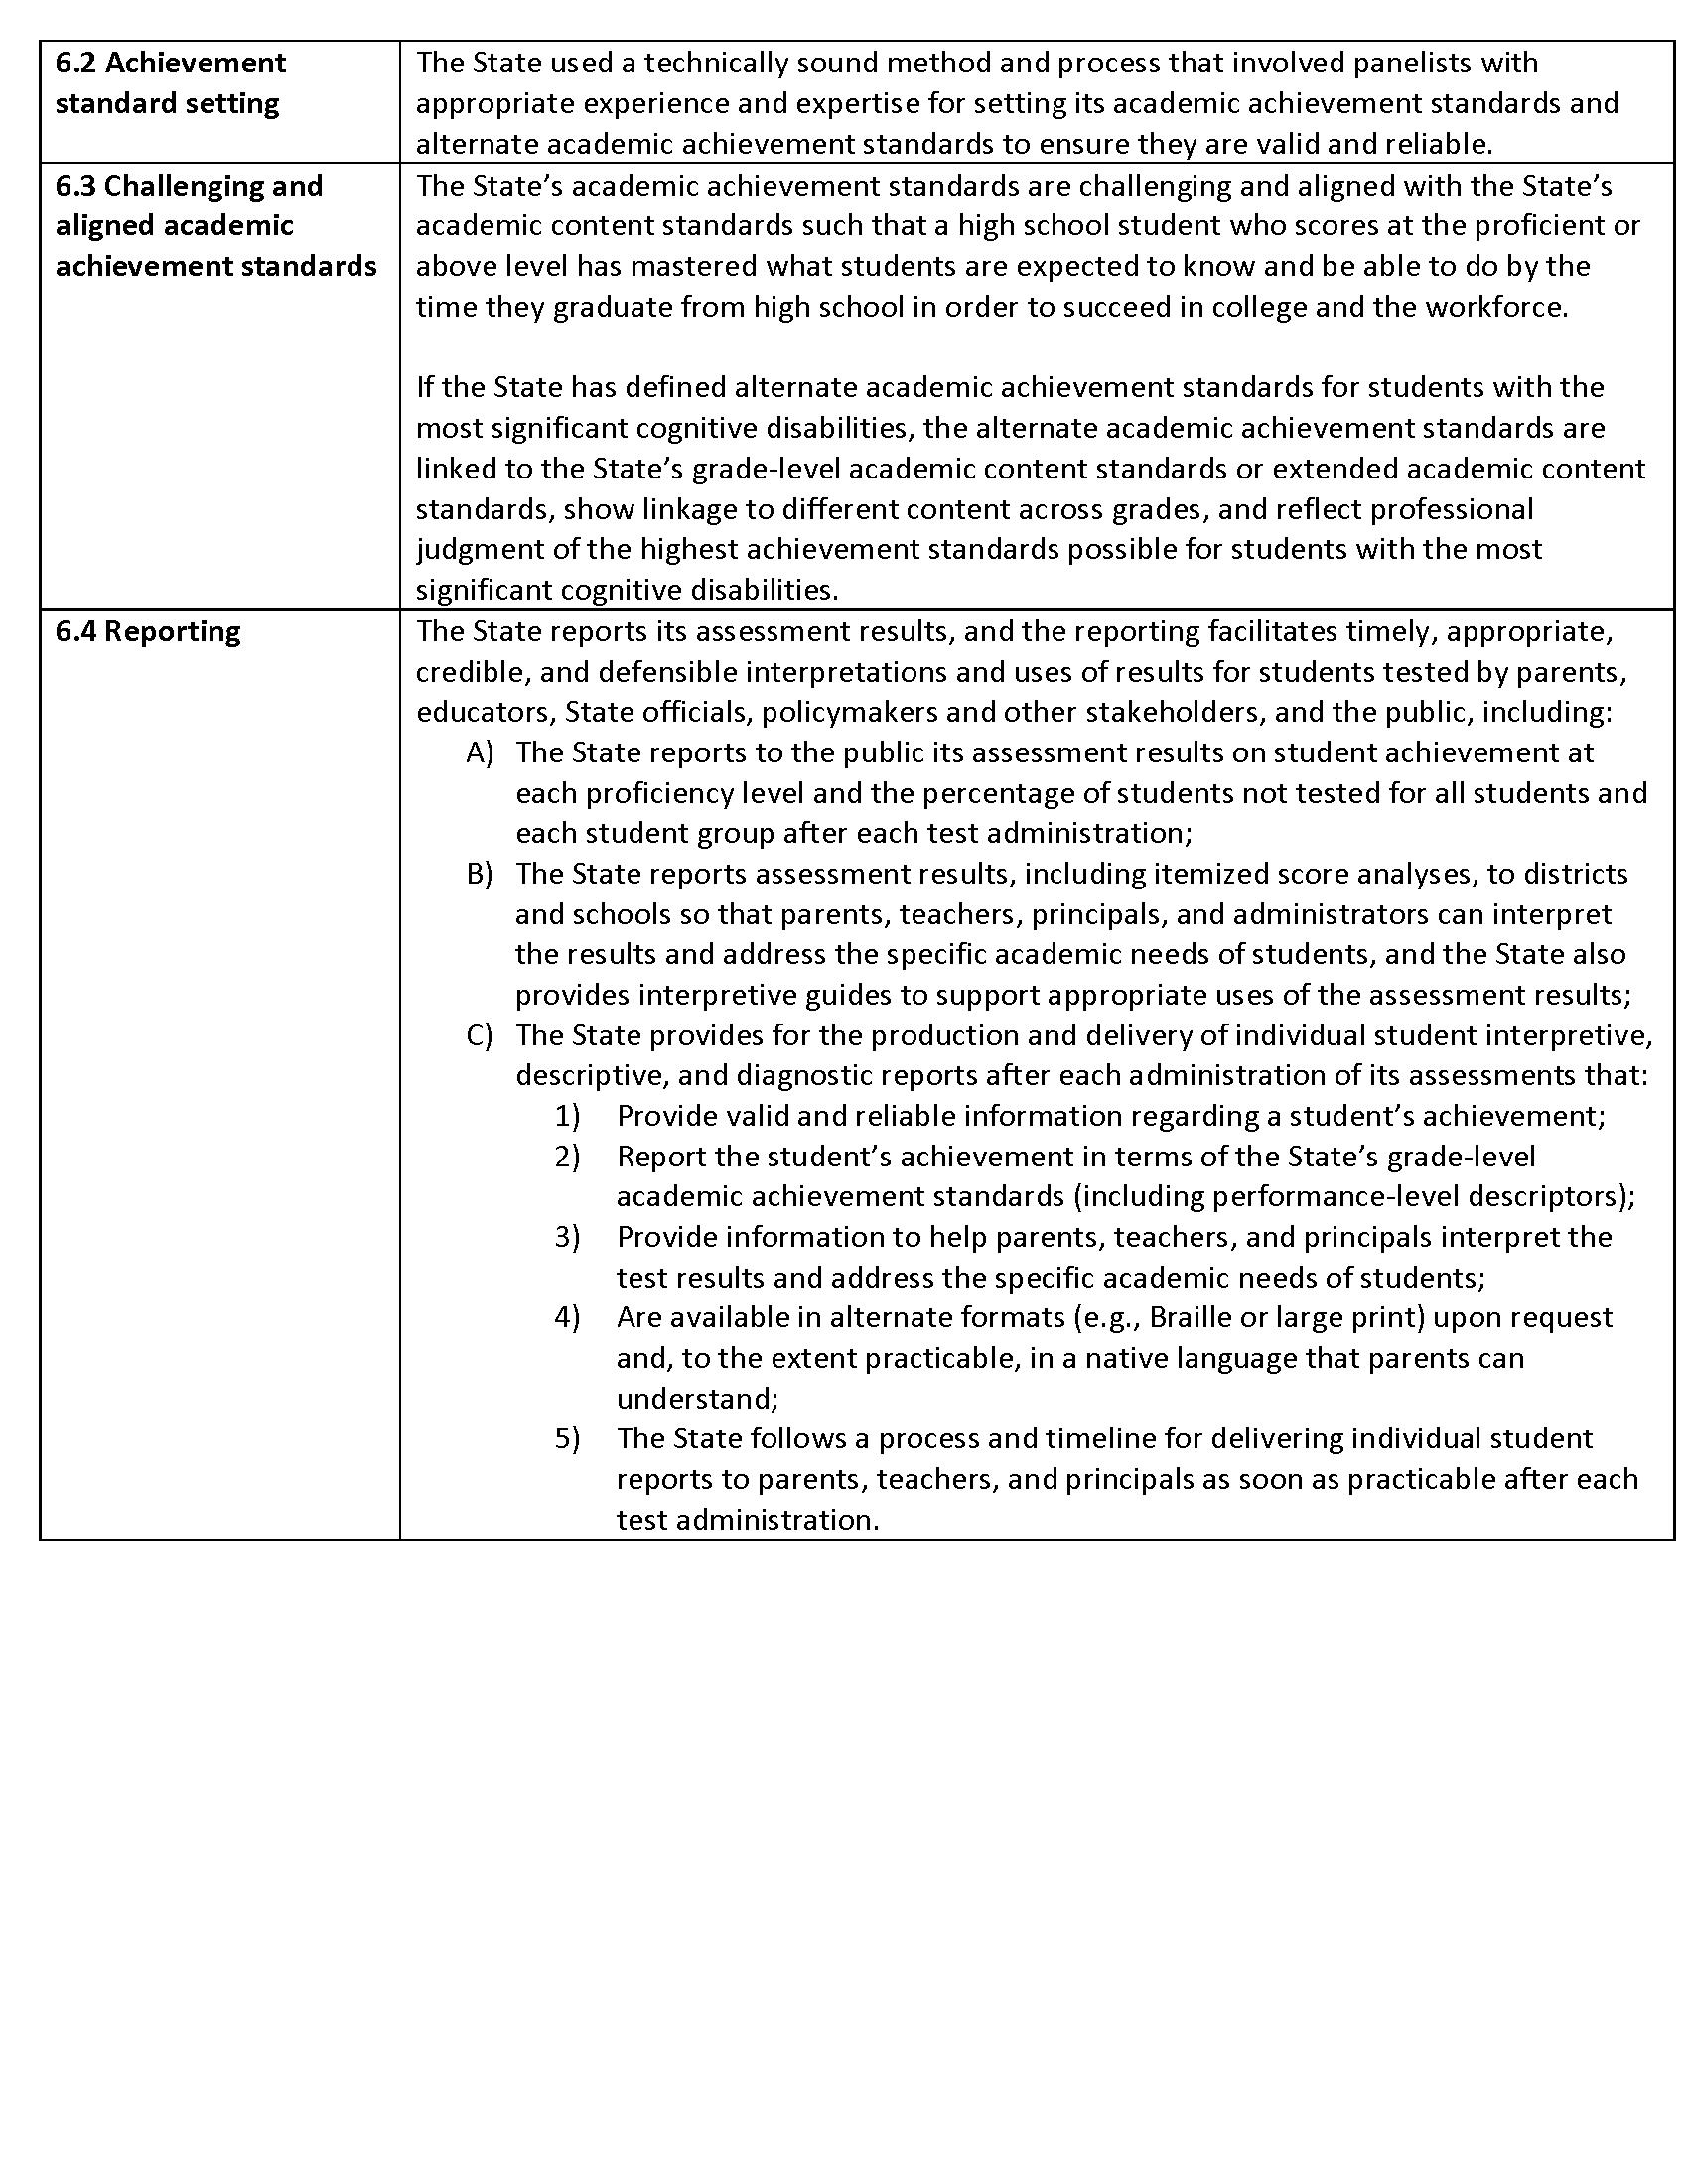 6.2 Achievement
standard setting
The State used a technically sound method and process that involved panelists with
appropriate experience and expertise for setting its academic achievement standards and
alternate academic achievement standards to ensure they are valid and reliable.
6.3 Challenging and
aligned academic
achievement standards
The State’s academic achievement standards are challenging and aligned with the State’s
academic content standards such that a high school student who scores at the proficient or
above level has mastered what students are expected to know and be able to do by the
time they graduate from high school in order to succeed in college and the workforce.
If the State has defined alternate academic achievement standards for students with the
most significant cognitive disabilities, the alternate academic achievement standards are
linked to the State’s grade-level academic content standards or extended academic content
standards, show linkage to different content across grades, and reflect professional
judgment of the highest achievement standards possible for students with the most
significant cognitive disabilities.
6.4 Reporting
The State reports its assessment results, and the reporting facilitates timely, appropriate,
credible, and defensible interpretations and uses of results for students tested by parents,
educators, State officials, policymakers and other stakeholders, and the public, including:
A) The State reports to the public its assessment results on student achievement at
each proficiency level and the percentage of students not tested for all students and
each student group after each test administration;
B) The State reports assessment results, including itemized score analyses, to districts
and schools so that parents, teachers, principals, and administrators can interpret
the results and address the specific academic needs of students, and the State also
provides interpretive guides to support appropriate uses of the assessment results;
C) The State provides for the production and delivery of individual student interpretive,
descriptive, and diagnostic reports after each administration of its assessments that:
1) Provide valid and reliable information regarding a student’s achievement;
2) Report the student’s achievement in terms of the State’s grade-level
academic achievement standards (including performance-level descriptors);
3) Provide information to help parents, teachers, and principals interpret the
test results and address the specific academic needs of students;
4) Are available in alternate formats (e.g., Braille or large print) upon request
and, to the extent practicable, in a native language that parents can
understand;
5) The State follows a process and timeline for delivering individual student
reports to parents, teachers, and principals as soon as practicable after each
test administration.